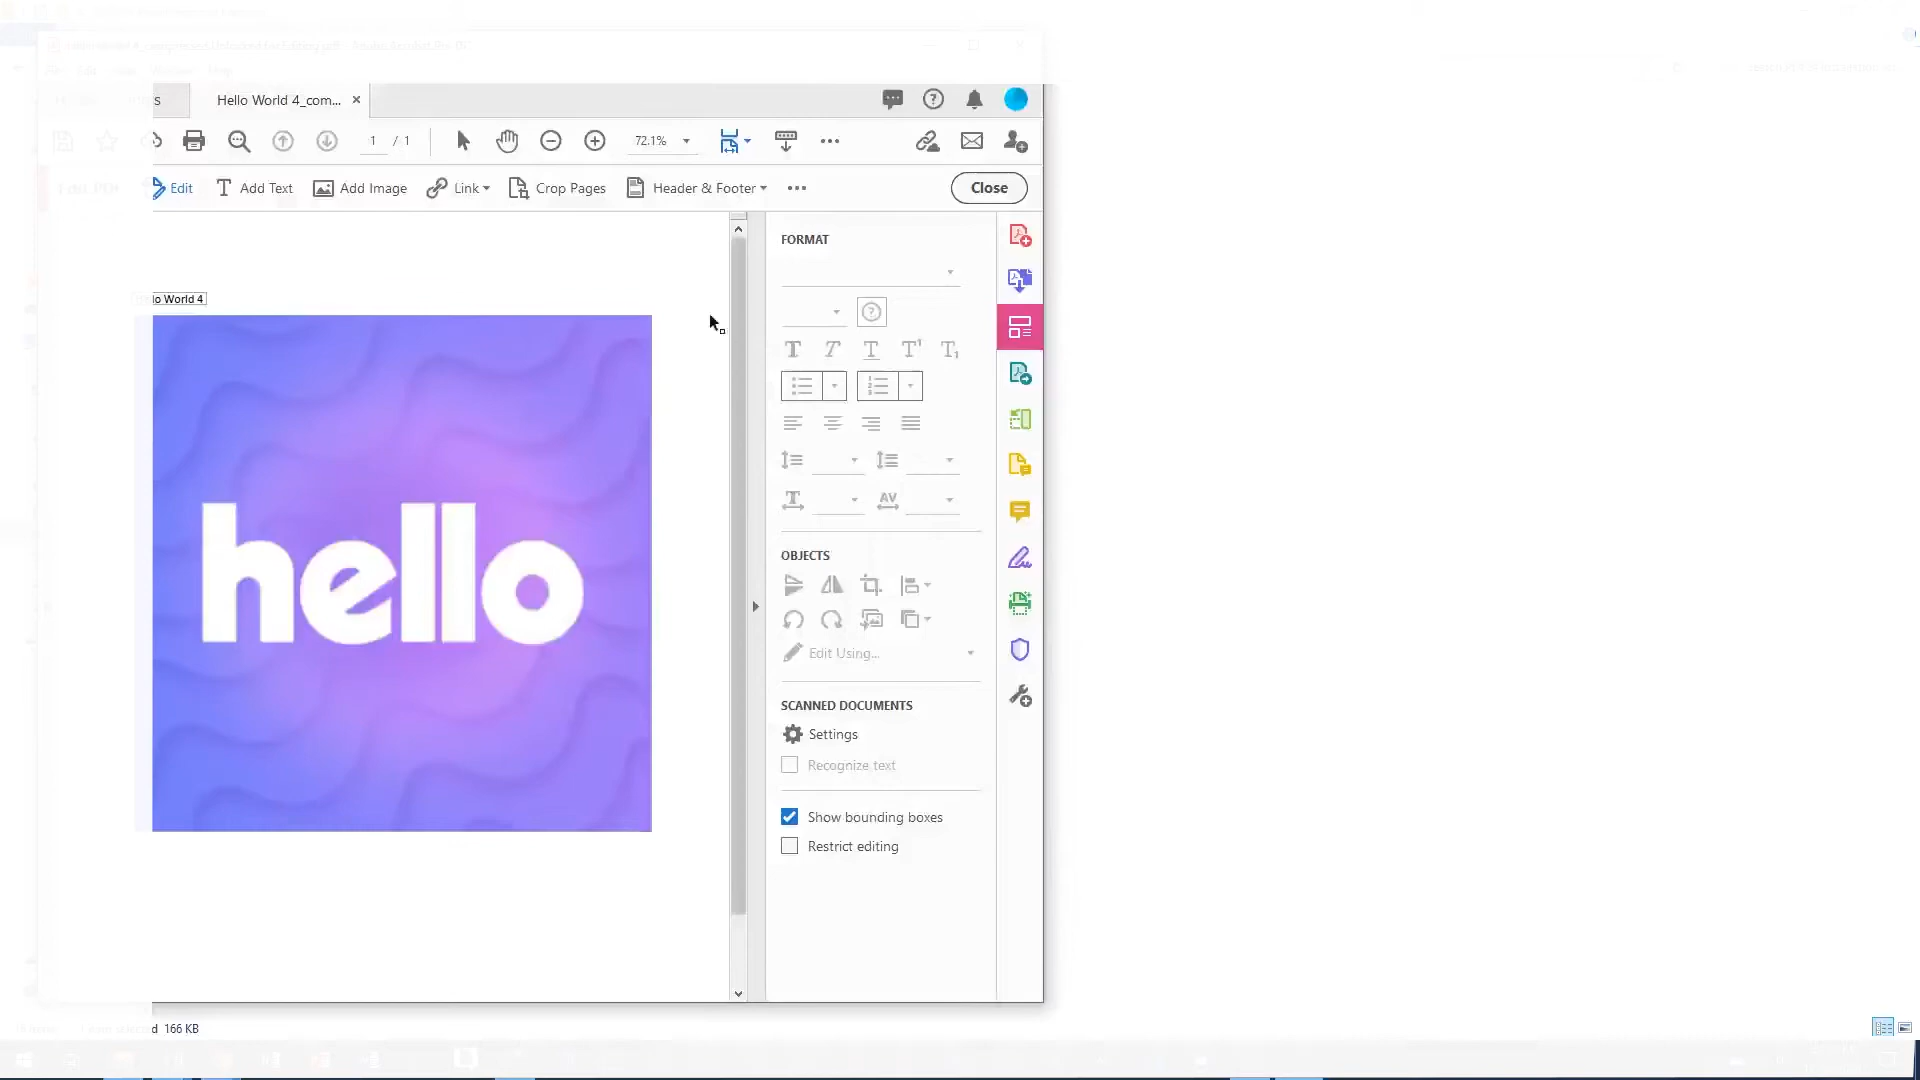 s Hello World 4_com...
1 / 1 72.1%
Edit Add Text Add Image Link Crop Pages Header & Footer Close
FORMAT
lo World 4
hello
OBJECTS
Edit Using...
SCANNED DOCUMENTS
Settings
Recognize text
Show bounding boxes
Restrict editing
d 166 KB